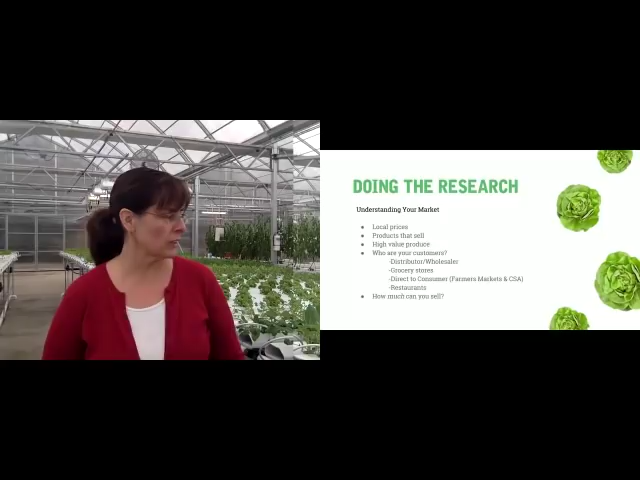 DOING THE RESEARCH
Understanding Your Market
● Local prices
● Products that sell
● High value produce
● Who are your customers?
-Distributor/Wholesaler
-Grocery stores
-Direct to Consumer (Farmers Markets & CSA)
-Restaurants
● How much can you sell?